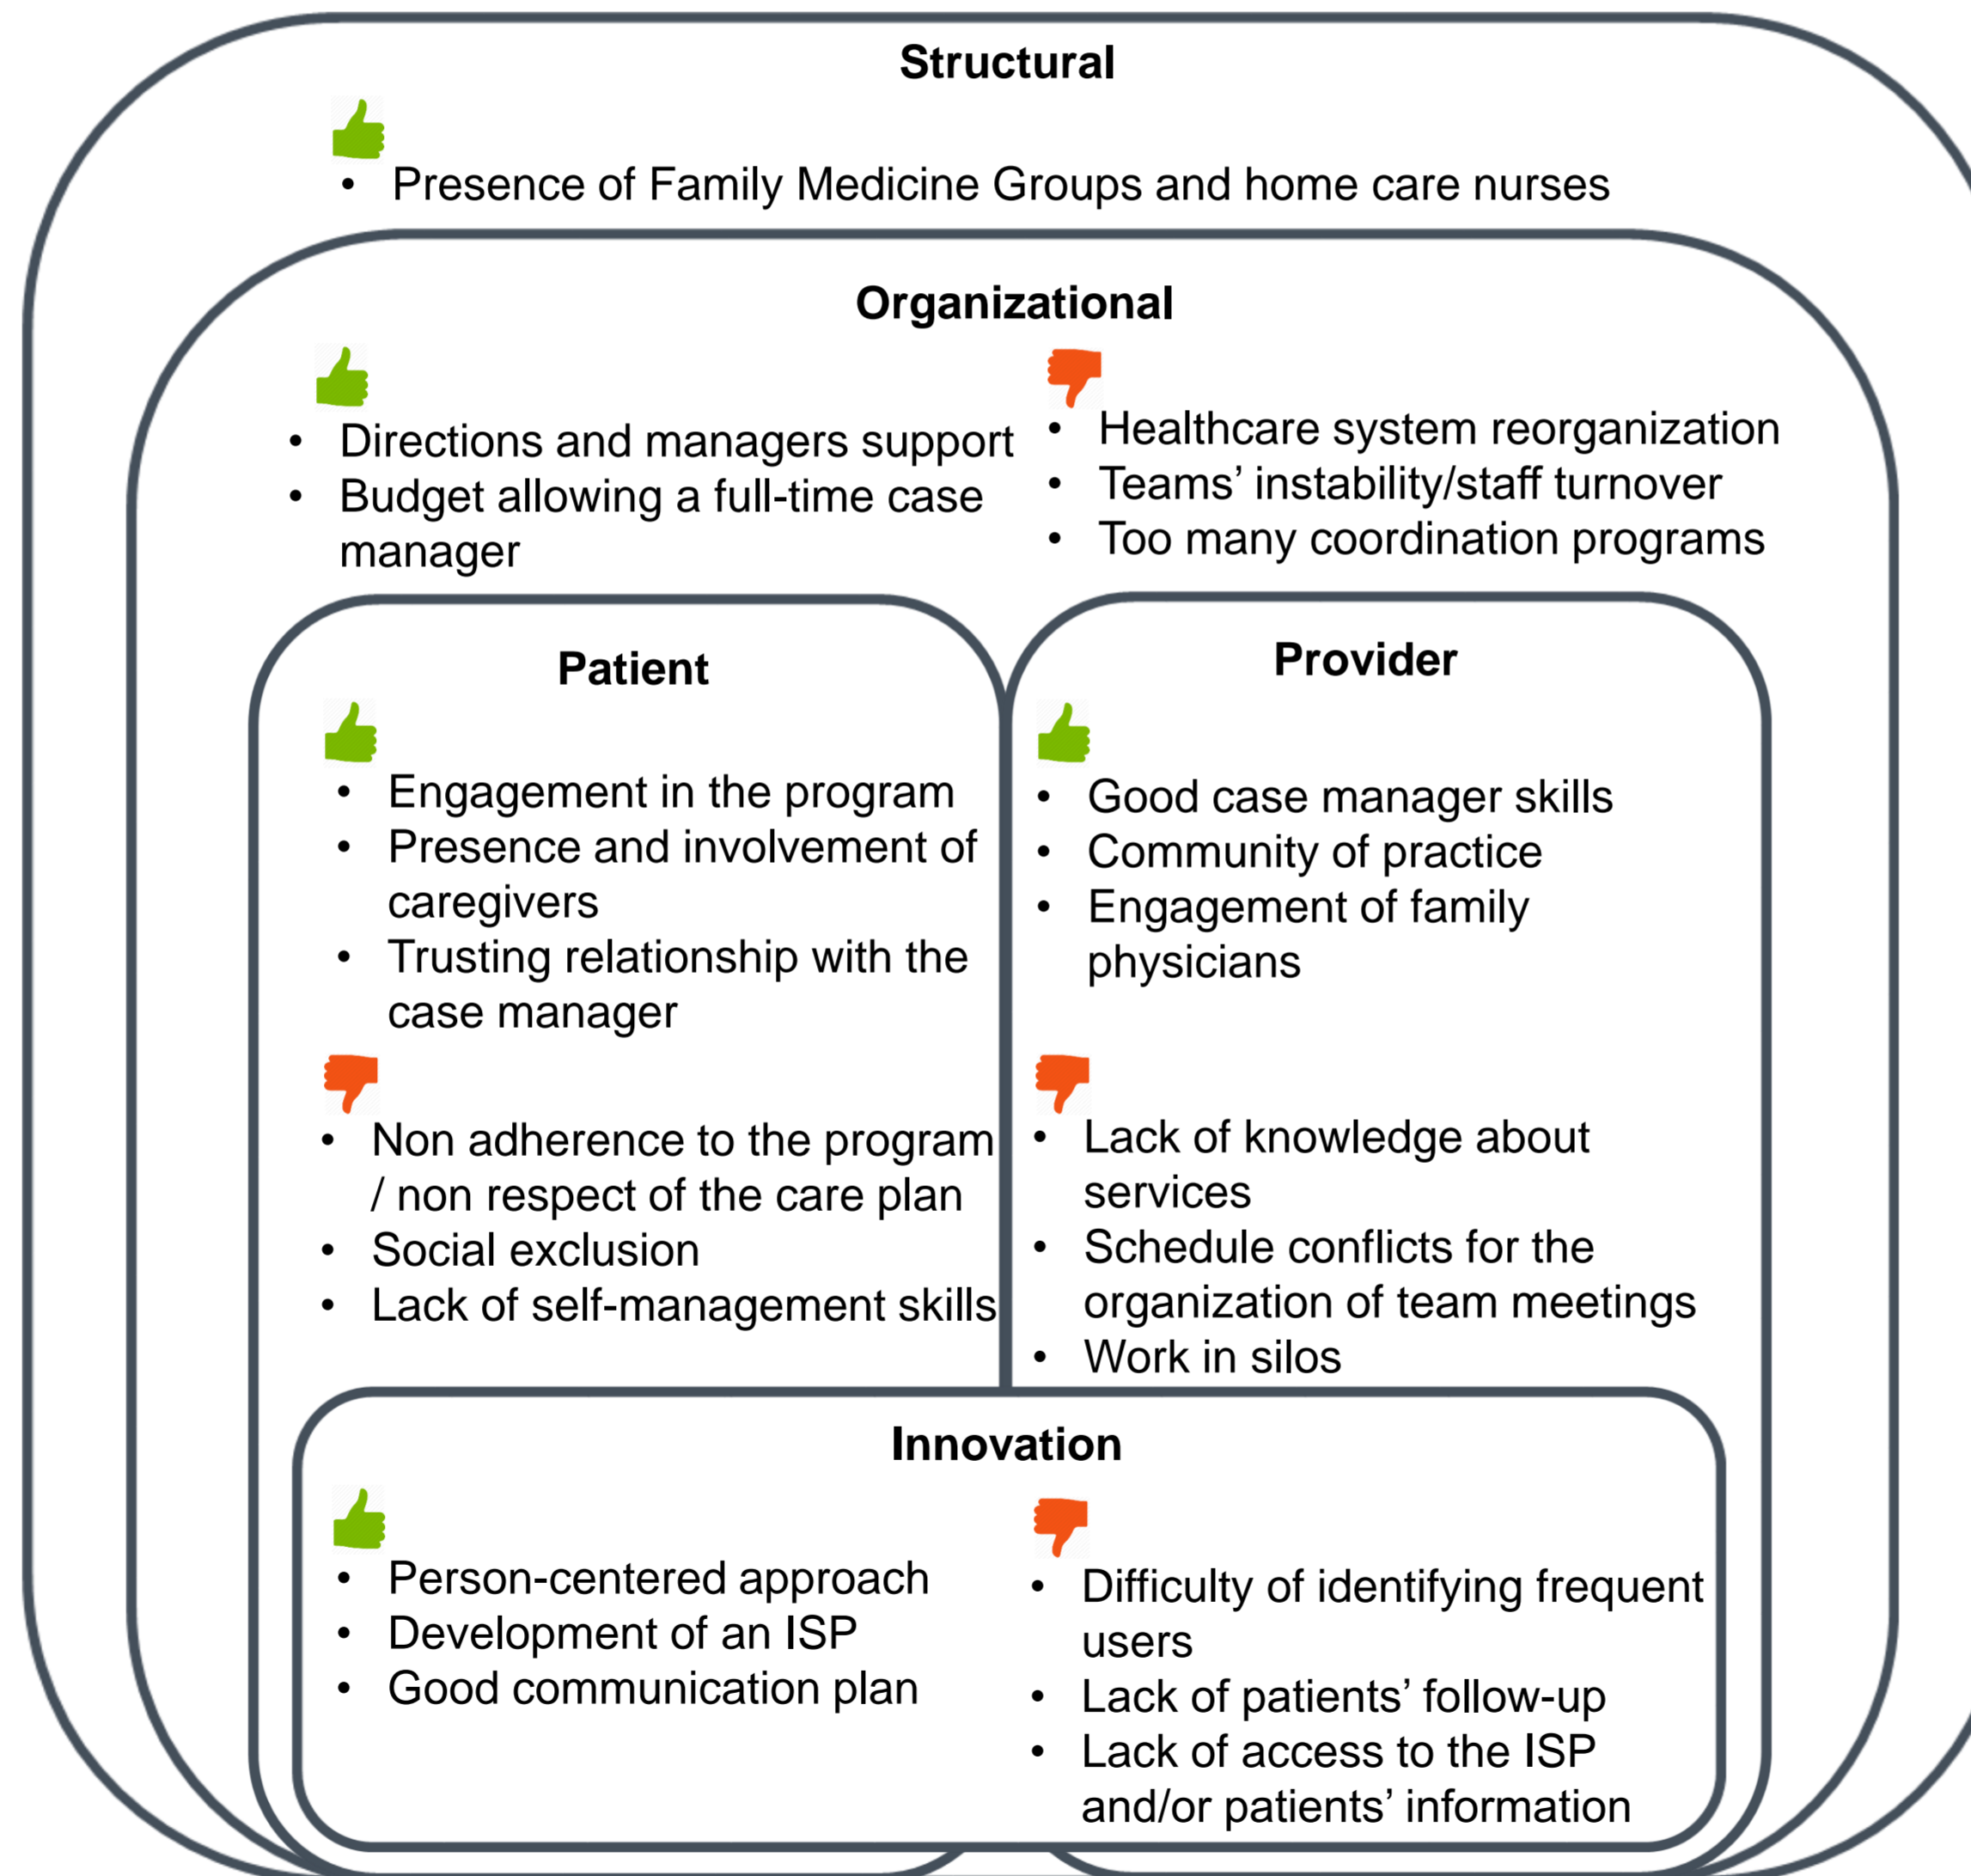 Structural
• Presence of Family Medicine Groups and home care nurses
Organizational
• Directions and managers support
• Budget allowing a full-time case
manager
• Healthcare system reorganization
• Teams’ instability/staff turnover
• Too many coordination programs
Patient
• Engagement in the program
• Presence and involvement of
caregivers
• Trusting relationship with the
case manager
• Non adherence to the program
/ non respect of the care plan
• Social exclusion
• Lack of self-management skills
Provider
• Good case manager skills
• Community of practice
• Engagement of family
physicians
• Lack of knowledge about
services
• Schedule conflicts for the
organization of team meetings
• Work in silos
Innovation
• Person-centered approach
• Development of an ISP
• Good communication plan
• Difficulty of identifying frequent
users
• Lack of patients’ follow-up
• Lack of access to the ISP
and/or patients’ information